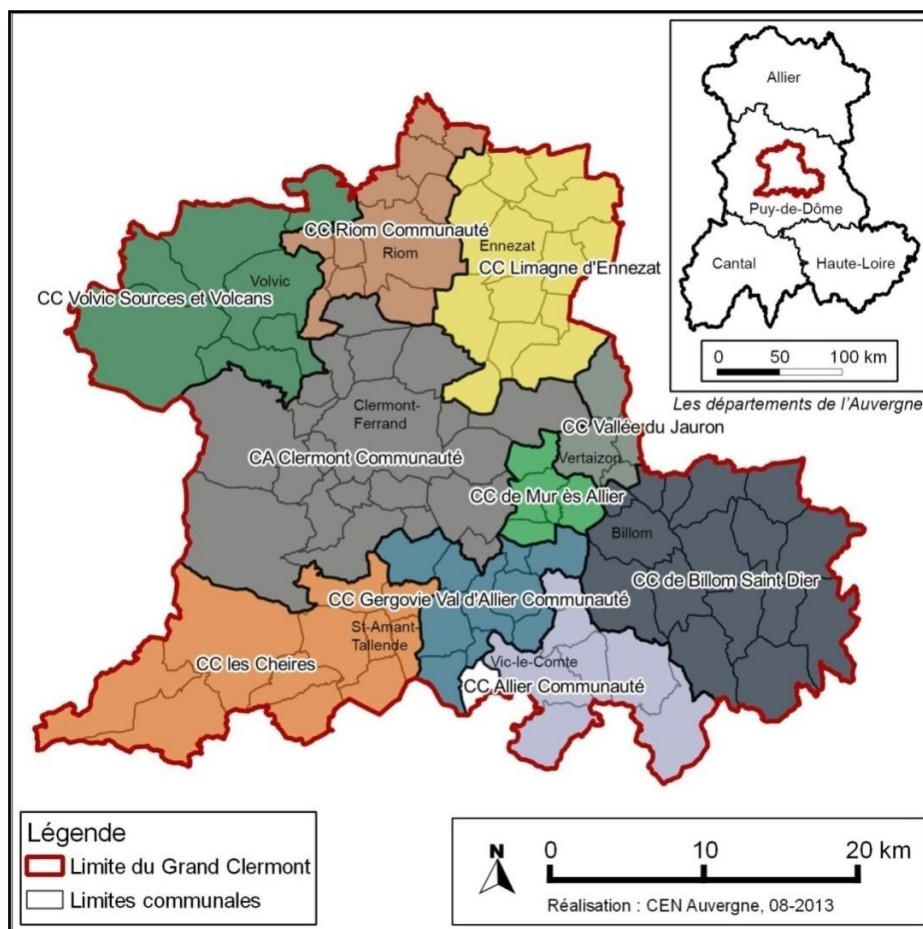 Allier
Puy-de-Dôme
Cantal
Haute-Loire
0 50 100 km
Les départements de l'Auvergne
CC Riom Communauté
Riom
Ennezat
CC Limagne d'Ennezat
Volvic
CC Volvic Sources et Volcans
Clermont-
Ferrand
CA Clermont Communauté
CC Vallée du Jauron
Vertaizon
CC de Mur ès Allier
Billom
CC de Billom Saint Dier
CC Gergovie Val d'Allier Communauté
St-Amant-
Tallende
CC les Cheires
Vic-le-Comte
CC Allier Communauté
Légende
Limite du Grand Clermont
Limites communales
N
0 10 20 km
Réalisation : CEN Auvergne, 08-2013